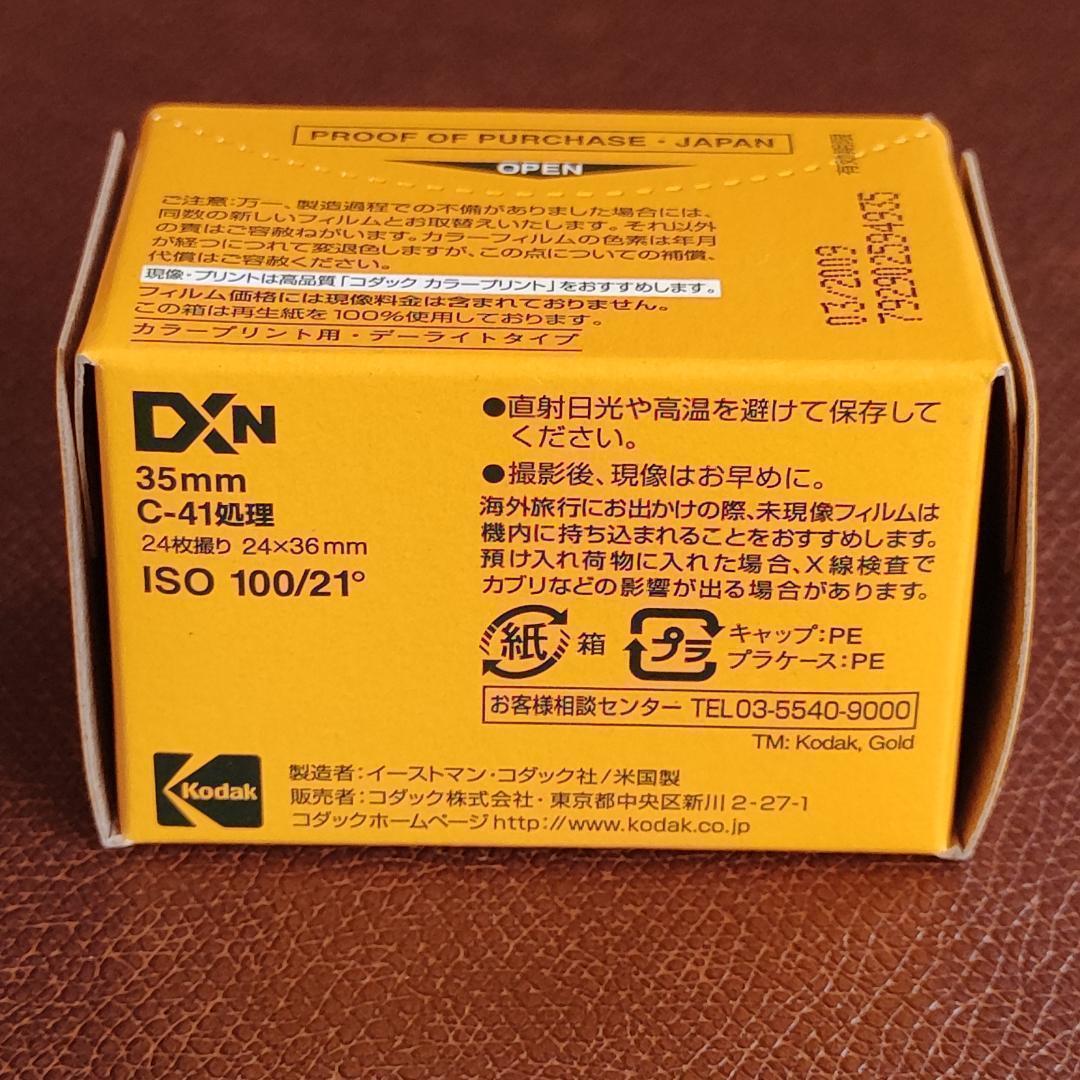 PROOF OF PURCHASE・JAPAN
OPEN
ご注意:万一、製造過程での不備がありました場合には、
同数の新しいフィルムとお取替えいたします。それ以外
の責はご容赦ねがいます。カラーフィルムの色素は年月
が経つにつれて変退色しますが、この点についての補償、
代償はご容赦ください。
現像・プリントは高品質「コダック カラープリント」をおすすめします。
フィルム価格には現像料金は含まれておりません。
この箱は再生紙を100%使用しております。
カラープリント用・デーライトタイプ
03/2003
792902594935
DXN
35mm
C-41処理
24枚撮り 24×36mm
ISO 100/21°
●直射日光や高温を避けて保存して
ください。
●撮影後、現像はお早めに。
海外旅行にお出かけの際、未現像フィルムは
機内に持ち込まれることをおすすめします。
預け入れ荷物に入れた場合、X線検査で
カブリなどの影響が出る場合があります。
紙 箱
プラ
キャップ:PE
プラケース:PE
お客様相談センター TEL03-5540-9000
TM: Kodak, Gold
Kodak
製造者:イーストマン・コダック社/米国製
販売者:コダック株式会社・東京都中央区新川2-27-1
コダックホームページhttp://www.kodak.co.jp